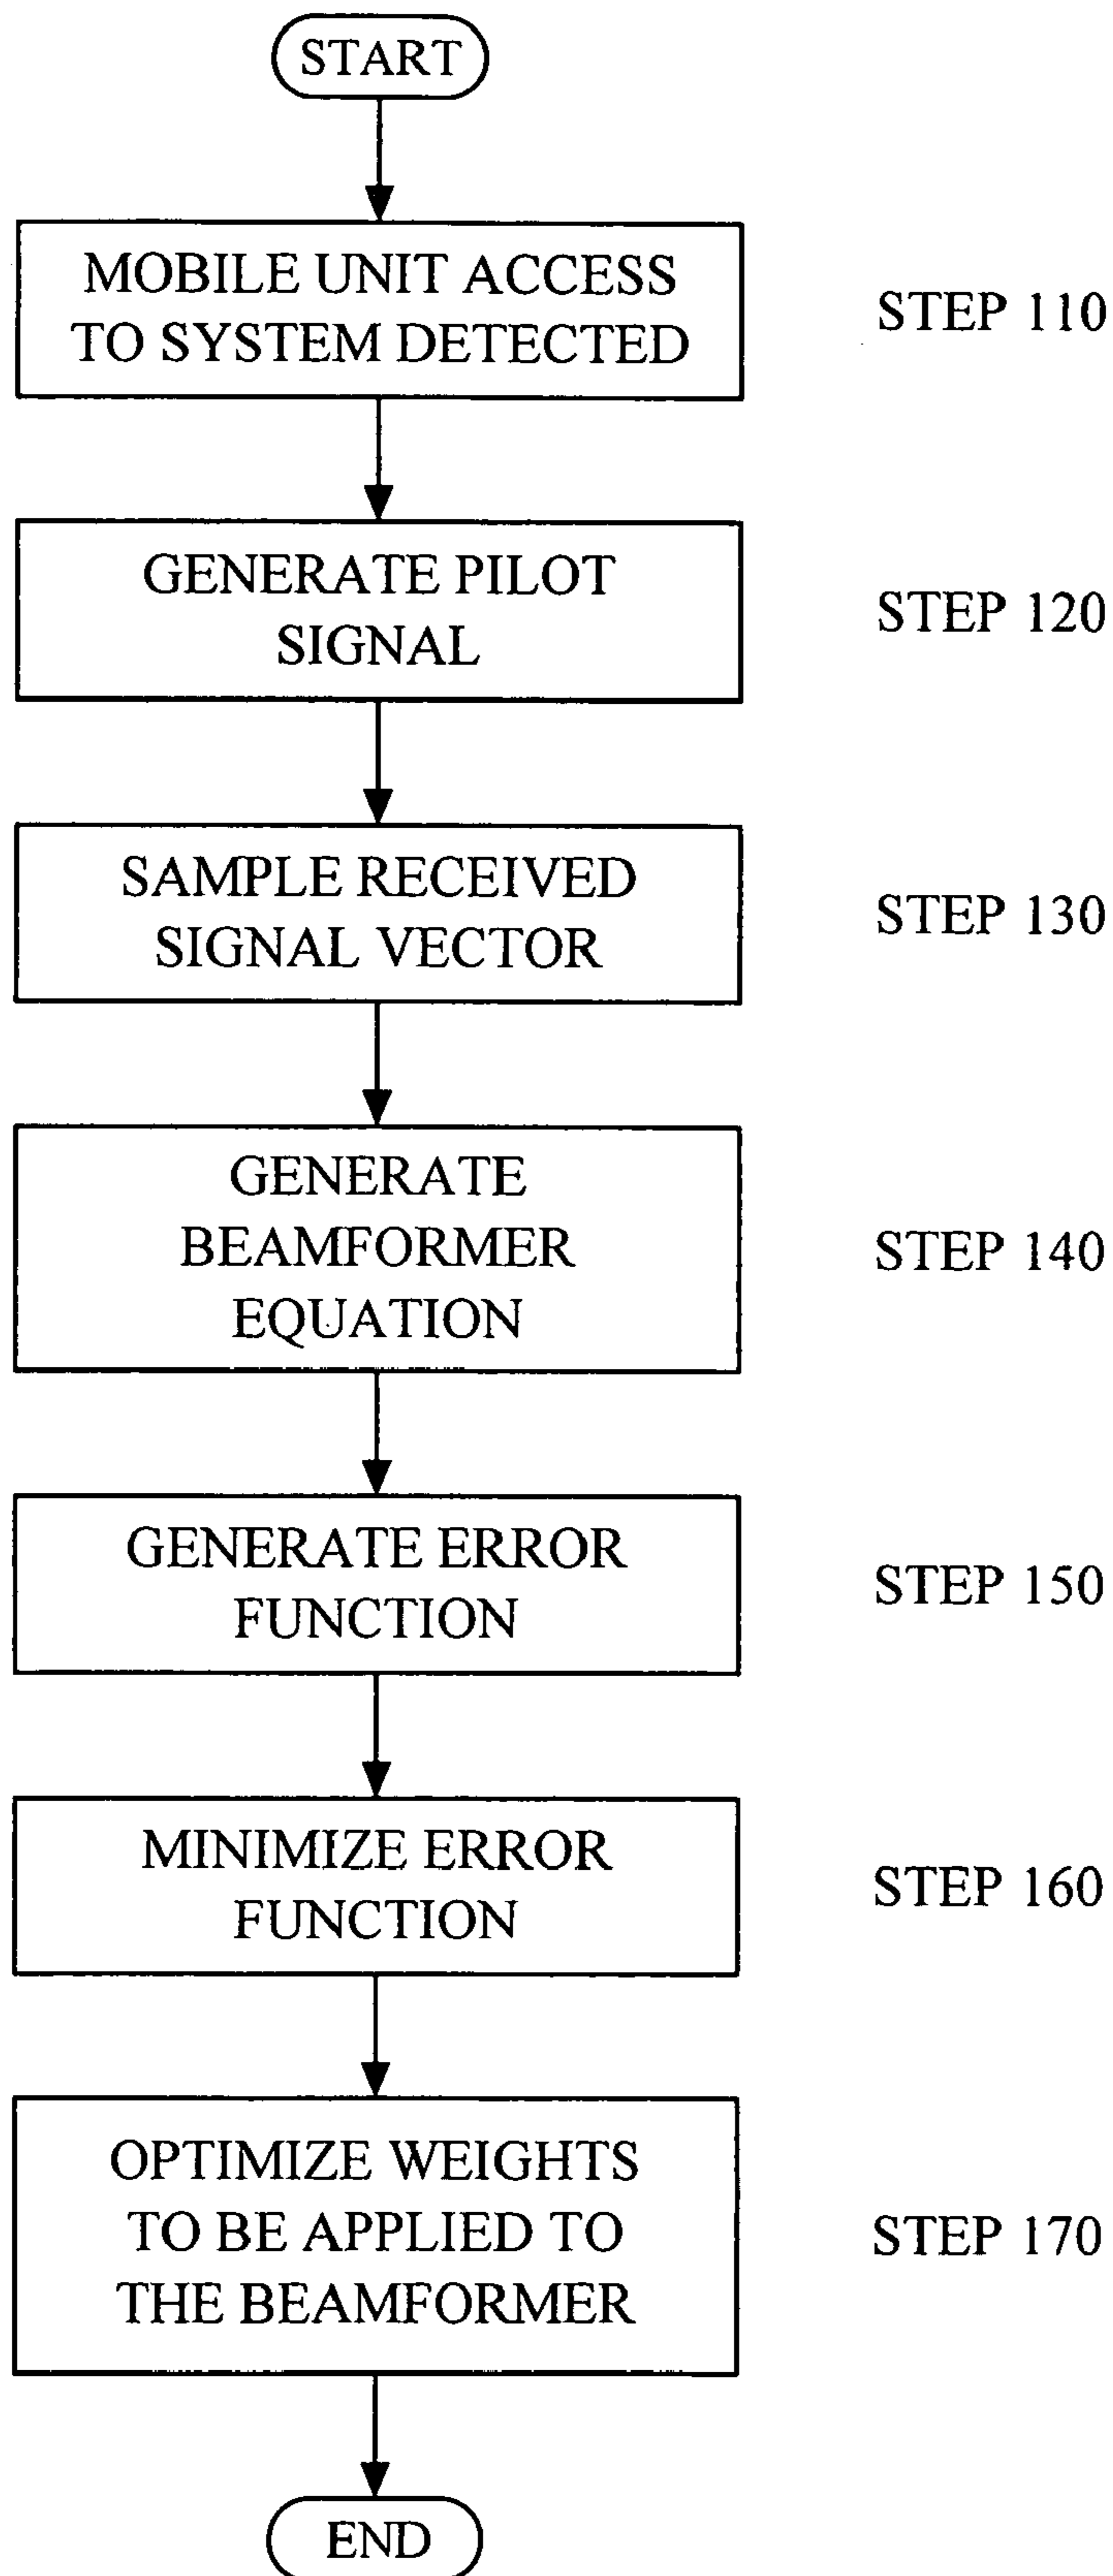 START
MOBILE UNIT ACCESS
TO SYSTEM DETECTED
STEP 110
GENERATE PILOT
SIGNAL
STEP 120
SAMPLE RECEIVED
SIGNAL VECTOR
STEP 130
GENERATE
BEAMFORMER
EQUATION
STEP 140
GENERATE ERROR
FUNCTION
STEP 150
MINIMIZE ERROR
FUNCTION
STEP 160
OPTIMIZE WEIGHTS
TO BE APPLIED TO
THE BEAMFORMER
STEP 170
END